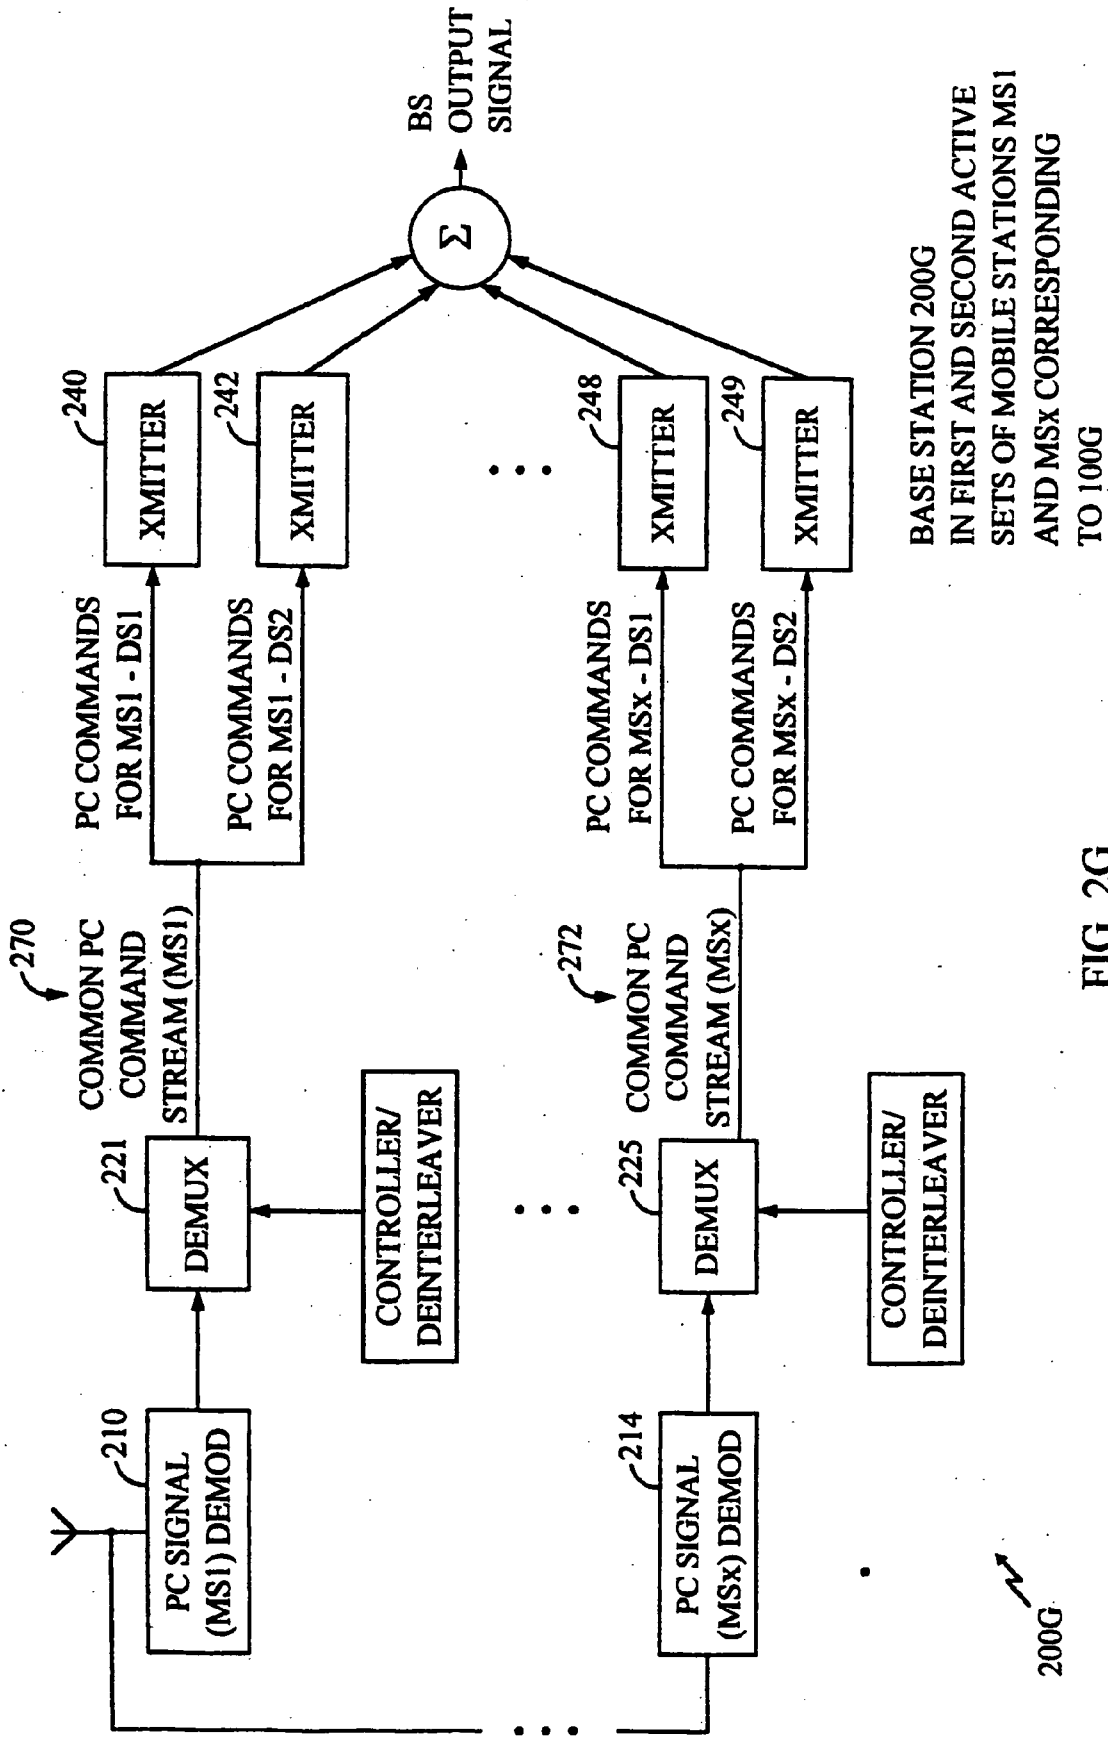 210
PC SIGNAL
(MS1) DEMOD
221
DEMUX
CONTROLLER/
DEINTERLEAVER
270
COMMON PC
COMMAND
STREAM (MS1)
PC COMMANDS
FOR MS1 - DS1
PC COMMANDS
FOR MS1 - DS2
240
XMITTER
242
XMITTER
Σ
BS
OUTPUT
SIGNAL
214
PC SIGNAL
(MSx) DEMOD
225
DEMUX
CONTROLLER/
DEINTERLEAVER
272
COMMON PC
COMMAND
STREAM (MSx)
PC COMMANDS
FOR MSx - DS1
PC COMMANDS
FOR MSx - DS2
248
XMITTER
249
XMITTER
BASE STATION 200G
IN FIRST AND SECOND ACTIVE
SETS OF MOBILE STATIONS MS1
AND MSx CORRESPONDING
TO 100G
200G
FIG. 2G